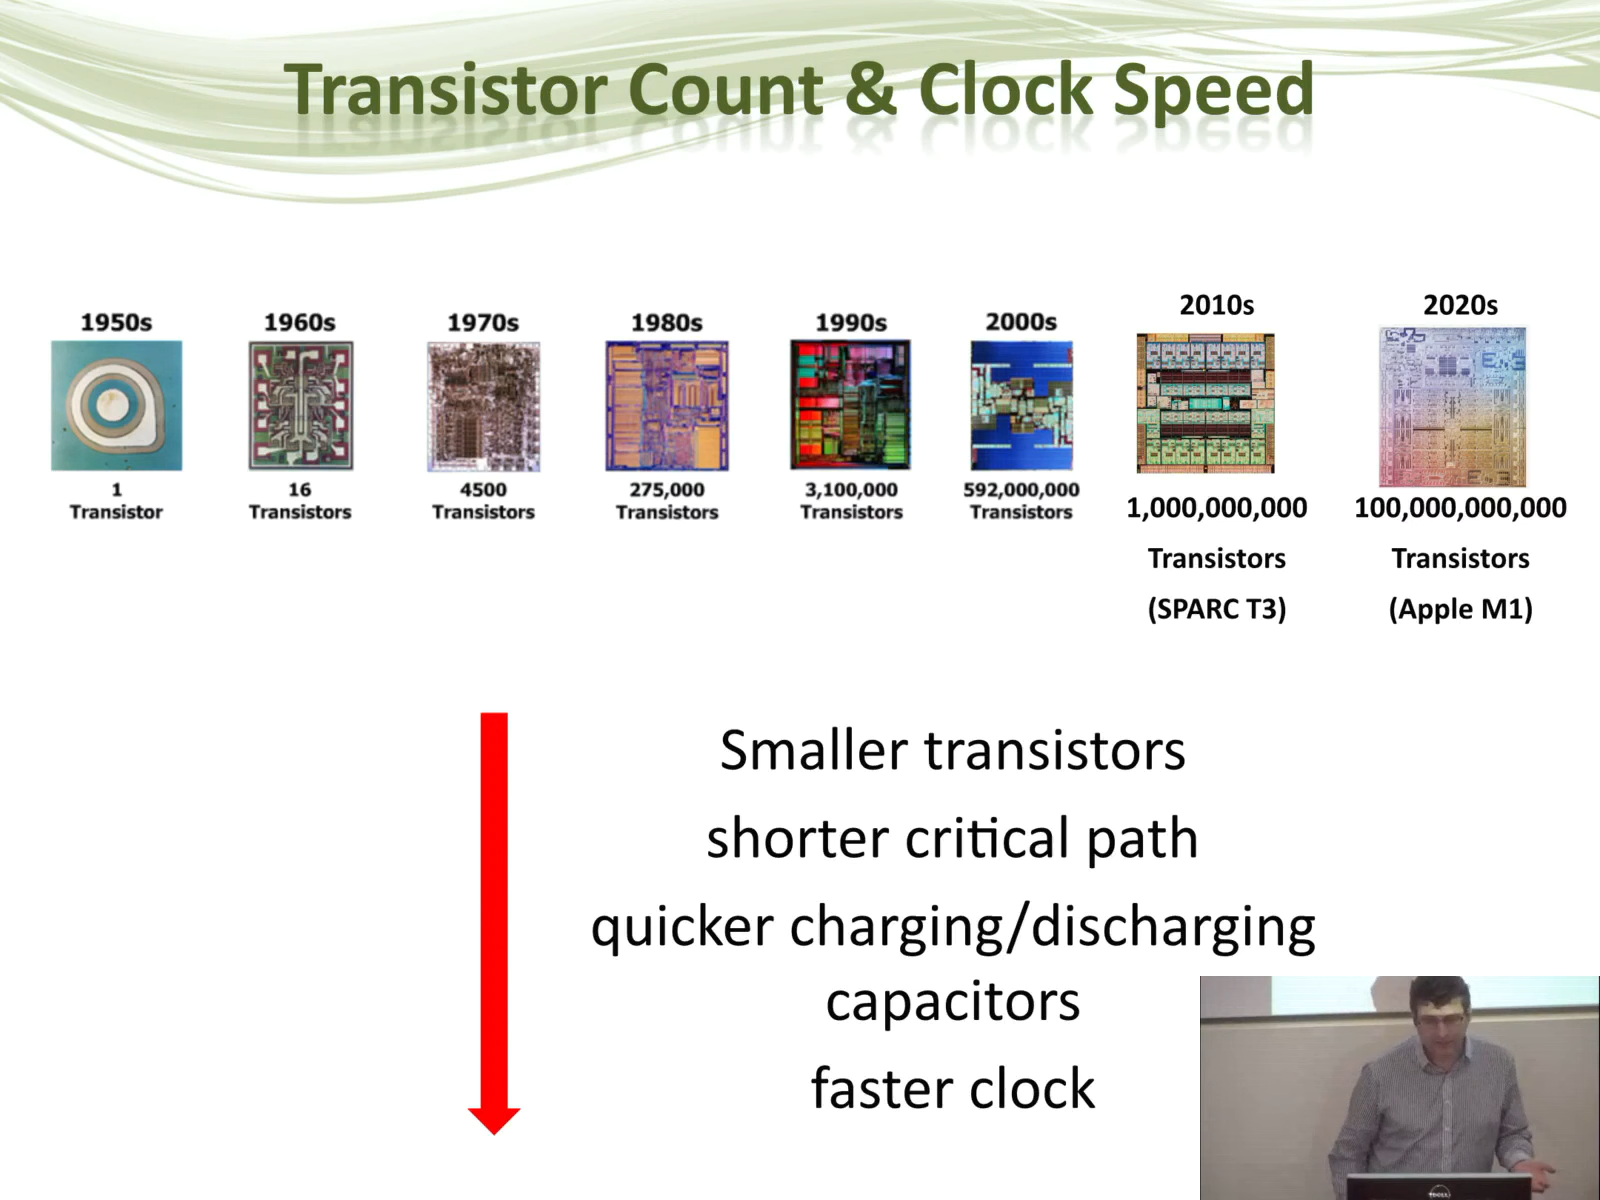 Transistor Count & Clock Speed
1950s
1960s
1970s
1980s
1990s
2000s
2010s
2020s
1
Transistor
16
Transistors
4500
Transistors
275,000
Transistors
3,100,000
Transistors
592,000,000
Transistors
1,000,000,000
Transistors
(SPARC T3)
100,000,000,000
Transistors
(Apple M1)
Smaller transistors
shorter critical path
quicker charging/discharging
capacitors
faster clock
DELL